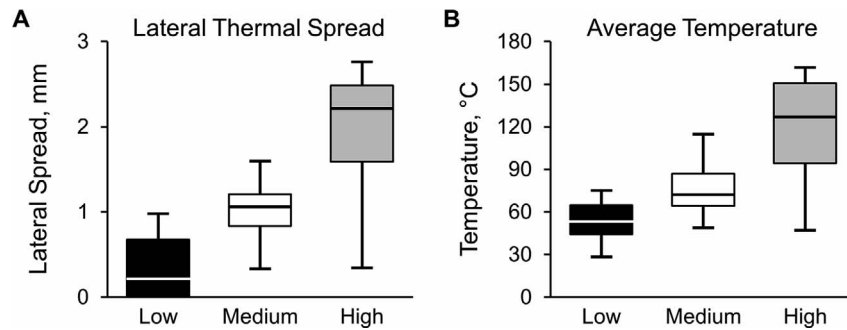 A
Lateral Thermal Spread
Lateral Spread, mm
3
2
1
0
Low Medium High
B
Average Temperature
Temperature, °C
180
150
120
90
60
30
0
Low Medium High